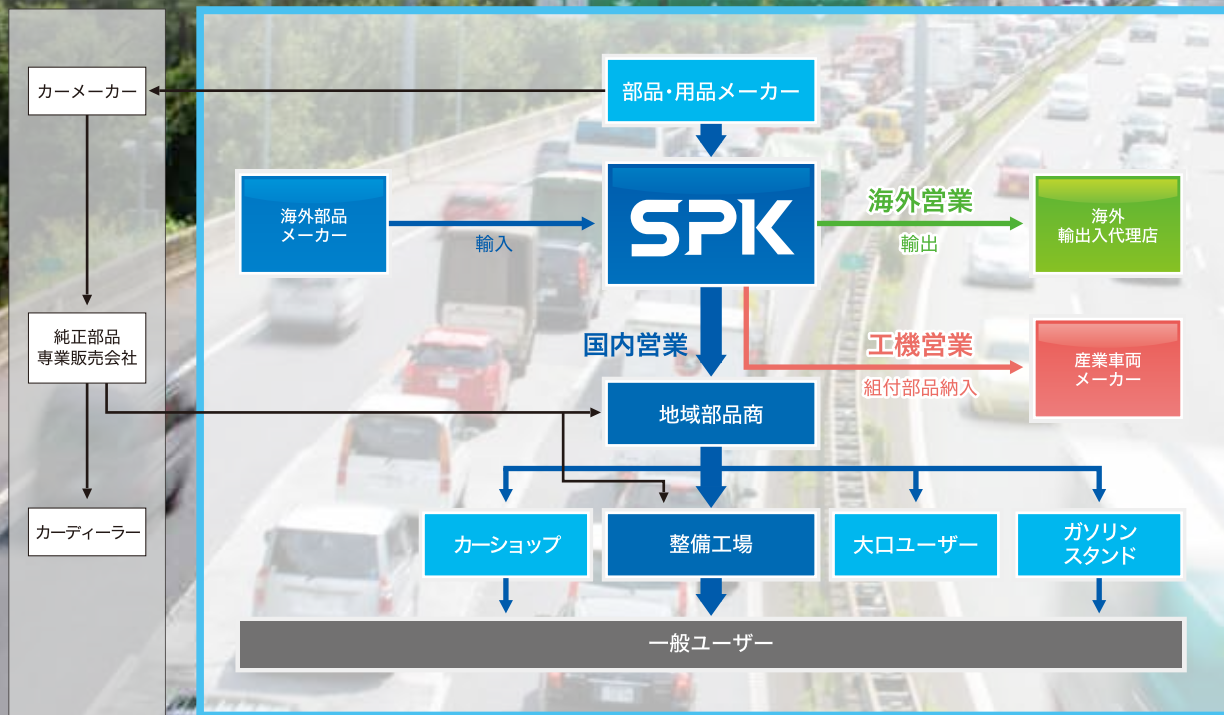 カーメーカー
部品・用品メーカー
海外部品
メーカー
輸入
SPK
海外営業
輸出
海外
輸出入代理店
純正部品
専業販売会社
国内営業
工機営業
組付部品納入
産業車両
メーカー
地域部品商
カーディーラー
カーショップ
整備工場
大口ユーザー
ガソリン
スタンド
一般ユーザー